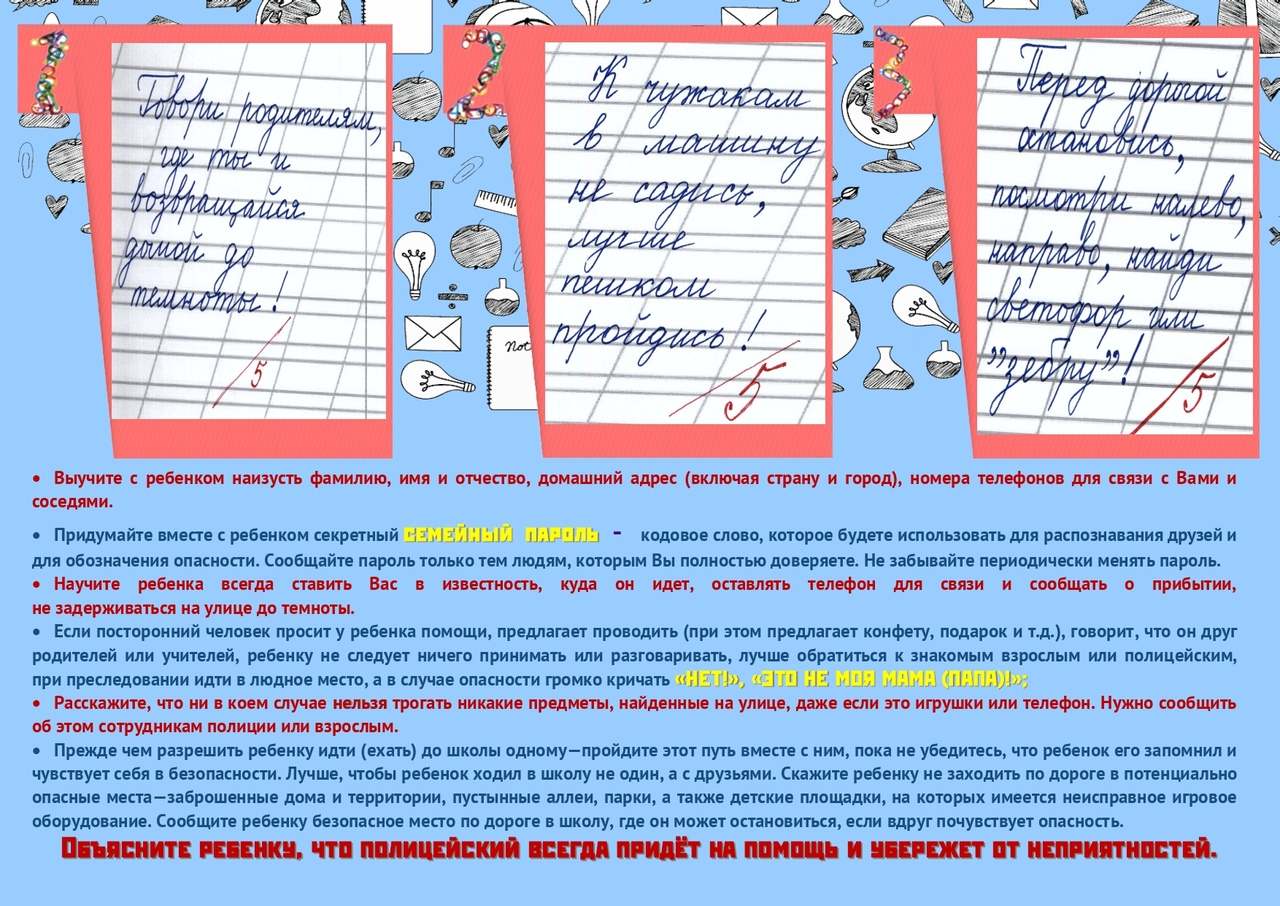 1
Говори родителям,
где ты и
возвращайся
домой до
темноты!
5
2
К чужакам
в машину
не садись,
лучше
пешком
пройдись!
5
3
Перед дорогой
остановись,
посмотри налево,
направо, найди
светофор или
"зебру"!
5
Not
• Выучите с ребенком наизусть фамилию, имя и отчество, домашний адрес (включая страну и город), номера телефонов для связи с Вами и
соседями.
• Придумайте вместе с ребенком секретный СЕМЕЙНЫЙ ПАРОЛЬ - кодовое слово, которое будете использовать для распознавания друзей и
для обозначения опасности. Сообщайте пароль только тем людям, которым Вы полностью доверяете. Не забывайте периодически менять пароль.
• Научите ребенка всегда ставить Вас в известность, куда он идет, оставлять телефон для связи и сообщать о прибытии,
не задерживаться на улице до темноты.
• Если посторонний человек просит у ребенка помощи, предлагает проводить (при этом предлагает конфету, подарок и т.д.), говорит, что он друг
родителей или учителей, ребенку не следует ничего принимать или разговаривать, лучше обратиться к знакомым взрослым или полицейским,
при преследовании идти в людное место, а в случае опасности громко кричать «НЕТ!», «ЭТО НЕ МОЯ МАМА (ПАПА)!»;
• Расскажите, что ни в коем случае нельзя трогать никакие предметы, найденные на улице, даже если это игрушки или телефон. Нужно сообщить
об этом сотрудникам полиции или взрослым.
• Прежде чем разрешить ребенку идти (ехать) до школы одному—пройдите этот путь вместе с ним, пока не убедитесь, что ребенок его запомнил и
чувствует себя в безопасности. Лучше, чтобы ребенок ходил в школу не один, а с друзьями. Скажите ребенку не заходить по дороге в потенциально
опасные места—заброшенные дома и территории, пустынные аллеи, парки, а также детские площадки, на которых имеется неисправное игровое
оборудование. Сообщите ребенку безопасное место по дороге в школу, где он может остановиться, если вдруг почувствует опасность.
Объясните ребенку, что полицейский всегда придёт на помощь и убережет от неприятностей.